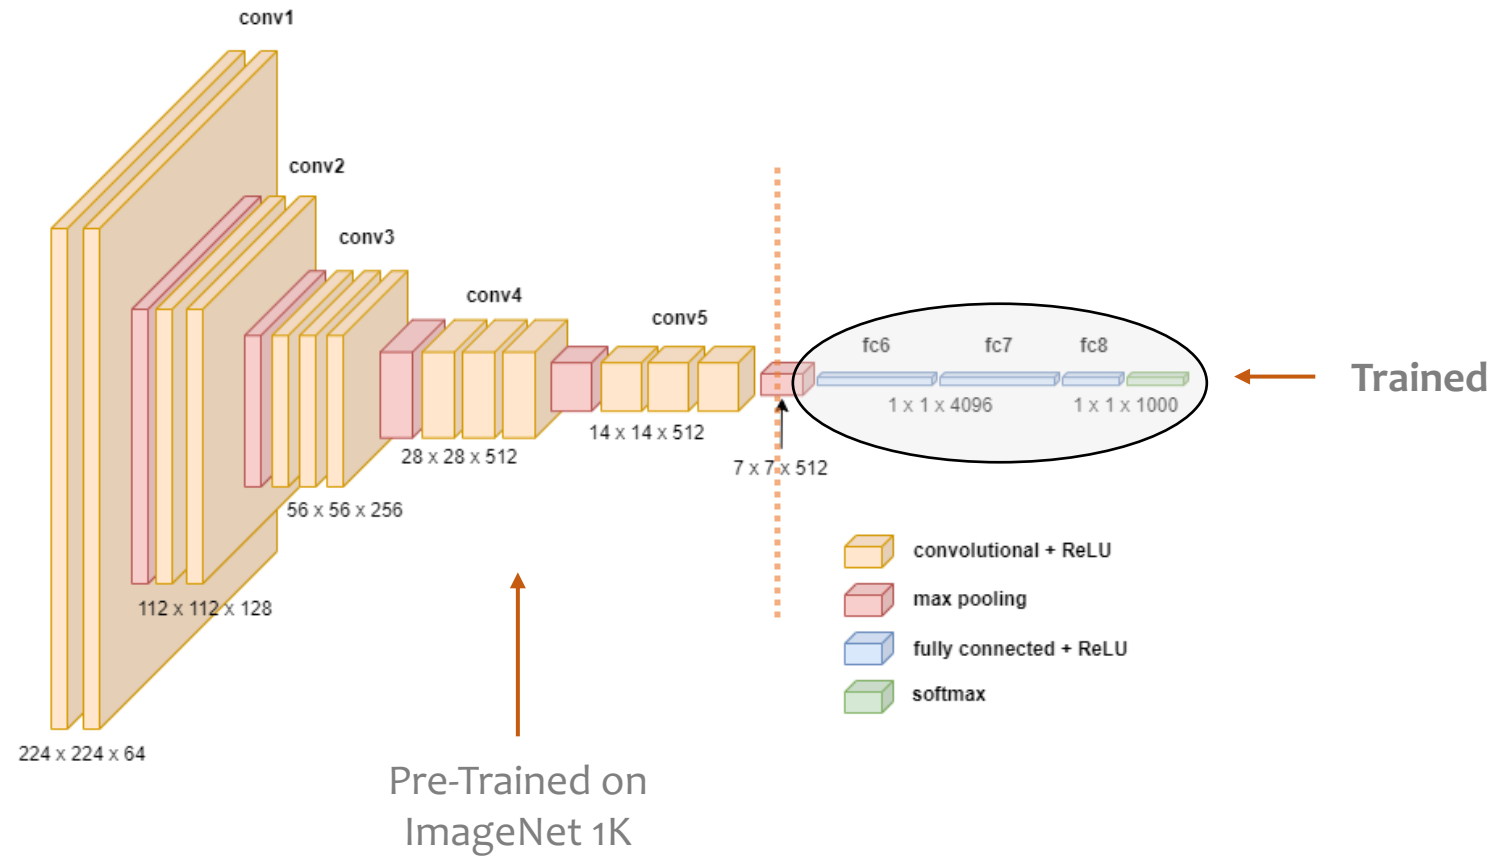 conv1
conv2
conv3
conv4
conv5
fc6
fc7
fc8
1 x 1 x 4096
1 x 1 x 1000
Trained
14 x 14 x 512
28 x 28 x 512
7 x 7 x 512
56 x 56 x 256
112 x 112 x 128
224 x 224 x 64
convolutional + ReLU
max pooling
fully connected + ReLU
softmax
Pre-Trained on
ImageNet 1K